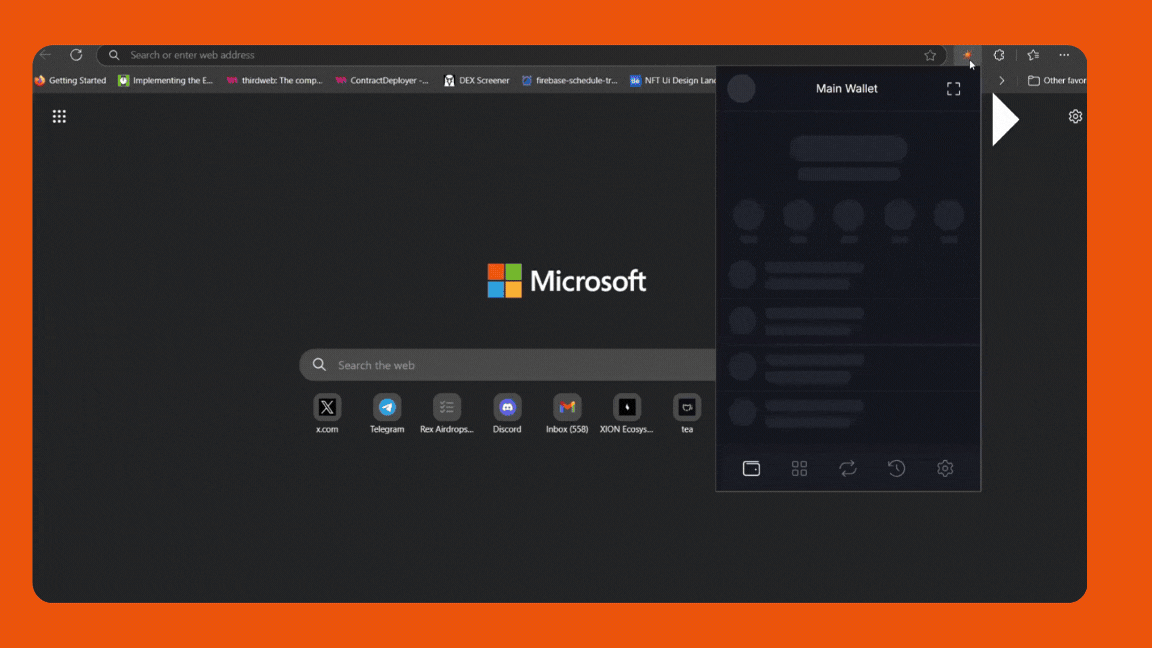 Search or enter web address
Getting Started
Implementing the E...
thirdweb: The comp...
ContractDeployer -...
DEX Screener
firebase-schedule-tr...
NFT Ui Design Land
Other favor
Main Wallet
Microsoft
Search the web
x.com
Telegram
Rex Airdrops...
Discord
Inbox (558)
XION Ecosys...
tea